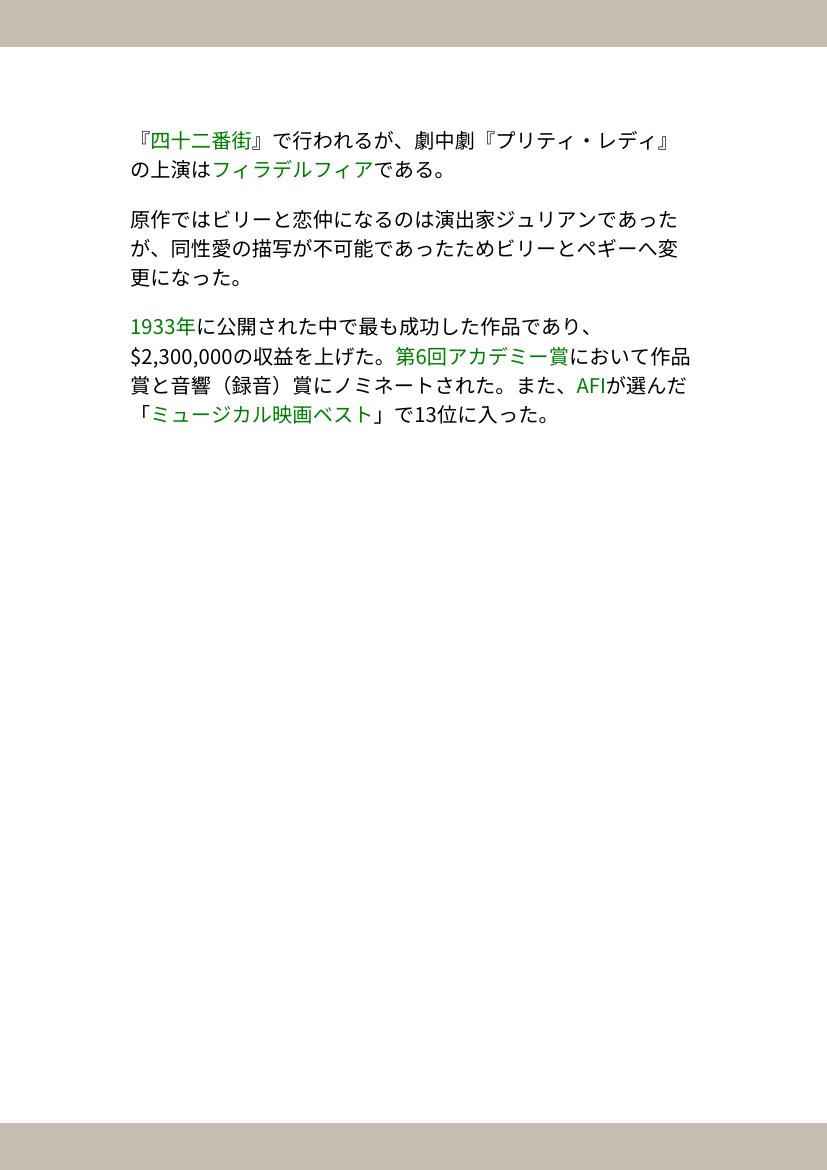 『四十二番街』で行われるが、劇中劇『プリティ・レディ』
の上演はフィラデルフィアである。
原作ではビリーと恋仲になるのは演出家ジュリアンであった
が、同性愛の描写が不可能であったためビリーとペギーへ変
更になった。
1933年に公開された中で最も成功した作品であり、
$2,300,000の収益を上げた。第6回アカデミー賞において作品
賞と音響（録音）賞にノミネートされた。また、AFIが選んだ
「ミュージカル映画ベスト」で13位に入った。